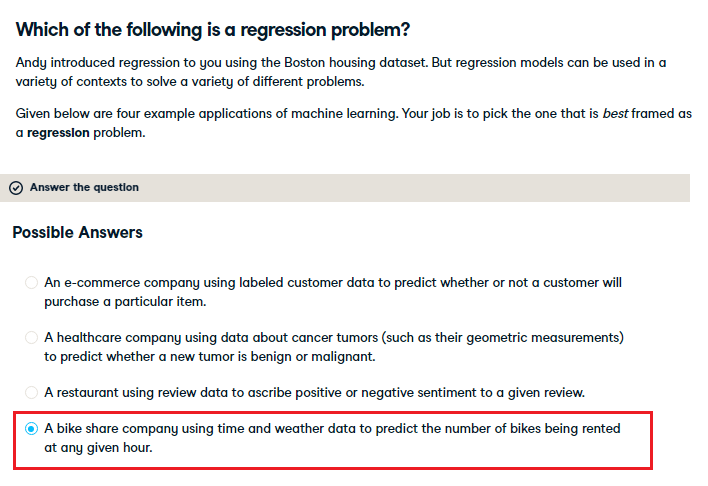 Which of the following is a regression problem?
Andy introduced regression to you using the Boston housing dataset. But regression models can be used in a
variety of contexts to solve a variety of different problems.
Given below are four example applications of machine learning. Your job is to pick the one that is best framed as
a regression problem.
Answer the question
Possible Answers
An e-commerce company using labeled customer data to predict whether or not a customer will
purchase a particular item.
A healthcare company using data about cancer tumors (such as their geometric measurements)
to predict whether a new tumor is benign or malignant.
A restaurant using review data to ascribe positive or negative sentiment to a given review.
A bike share company using time and weather data to predict the number of bikes being rented
at any given hour.